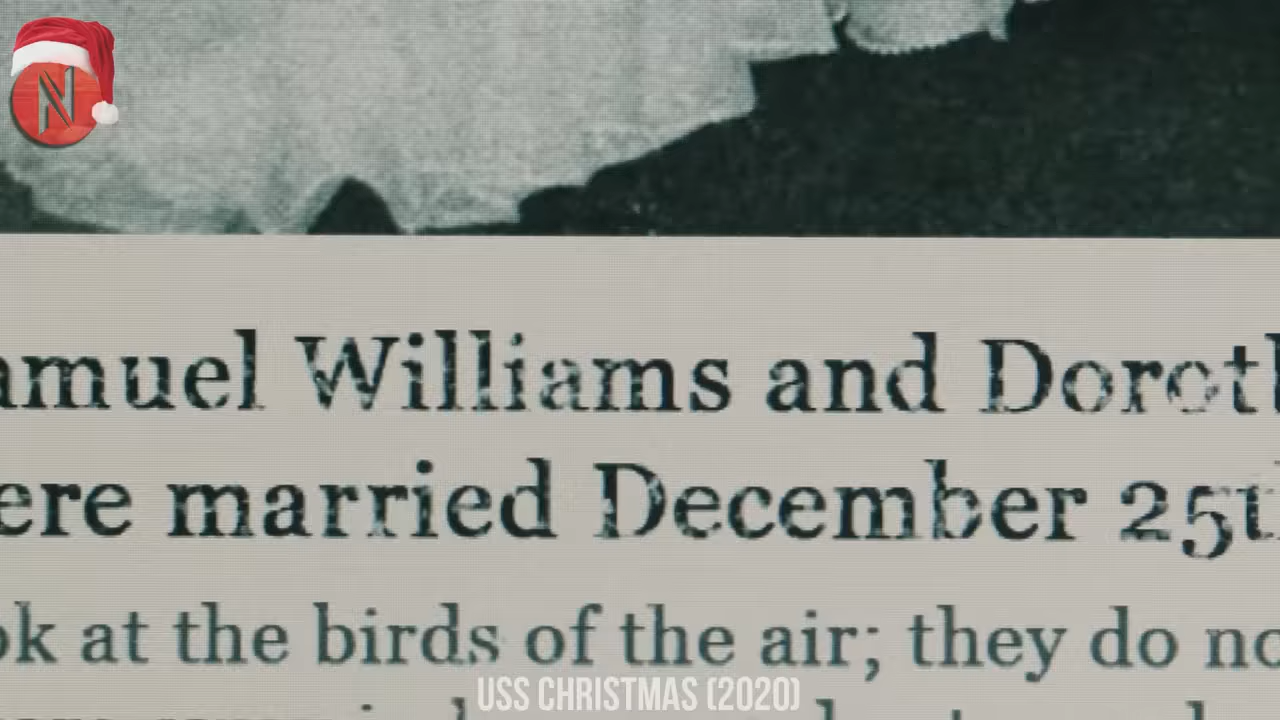 amuel Williams and Doroth
ere married December 25t
ok at the birds of the air; they do no
USS CHRISTMAS (2020)